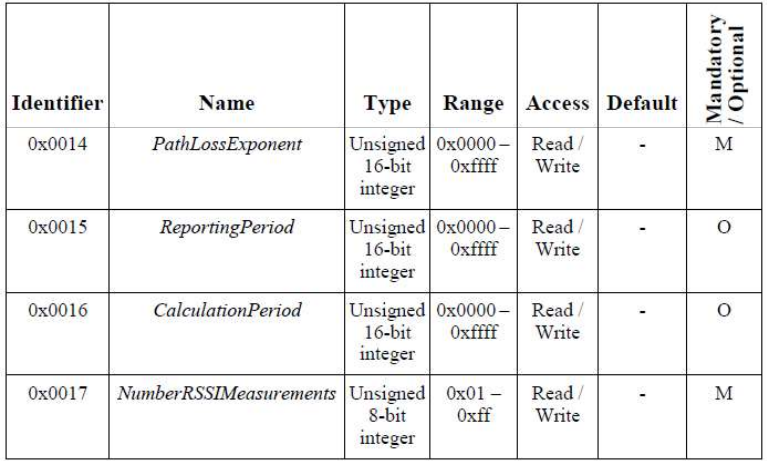 Identifier Name Type Range Access Default Mandatory / Optional
0x0014 PathLossExponent Unsigned 16-bit integer 0x0000 – 0xffff Read / Write - M
0x0015 ReportingPeriod Unsigned 16-bit integer 0x0000 – 0xffff Read / Write - O
0x0016 CalculationPeriod Unsigned 16-bit integer 0x0000 – 0xffff Read / Write - O
0x0017 NumberRSSIMeasurements Unsigned 8-bit integer 0x01 – 0xff Read / Write - M